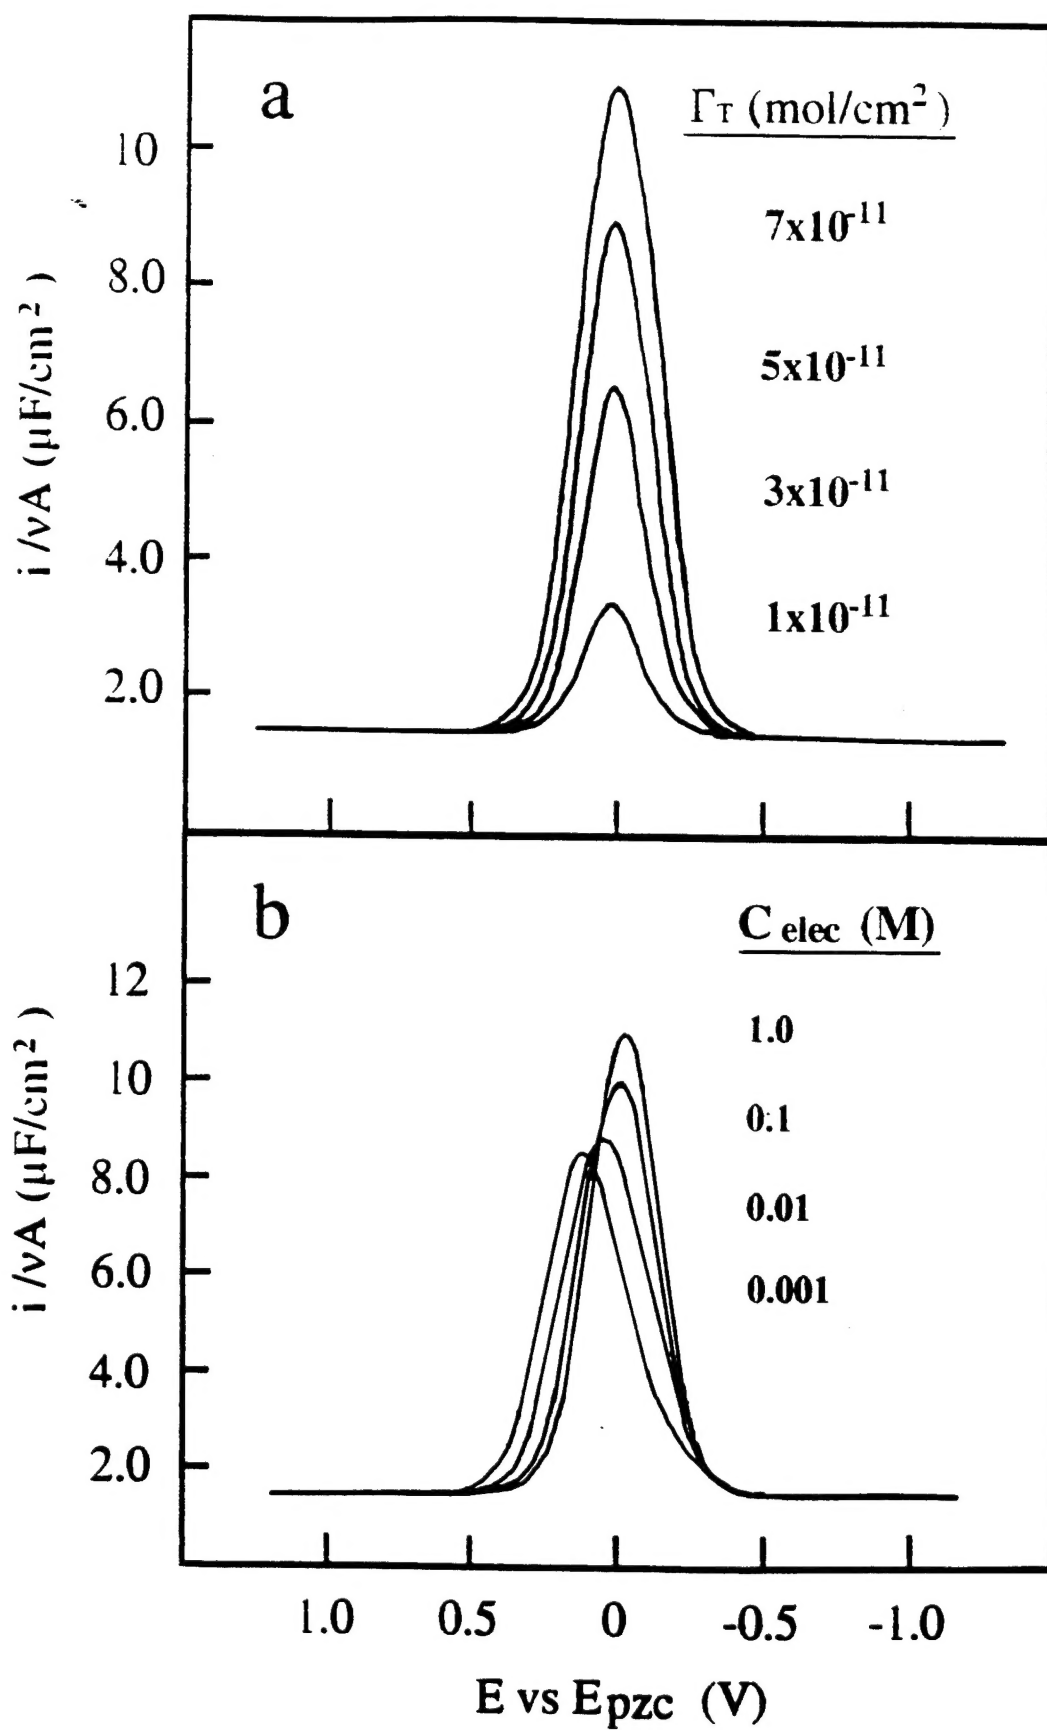 a
ΓT (mol/cm2)
7x10-11
5x10-11
3x10-11
1x10-11
10
8.0
6.0
4.0
2.0
i /νA (μF/cm2 )
b
C elec (M)
1.0
0.1
0.01
0.001
12
10
8.0
6.0
4.0
2.0
i /νA (μF/cm2 )
1.0 0.5 0 -0.5 -1.0
E vs Epzc (V)